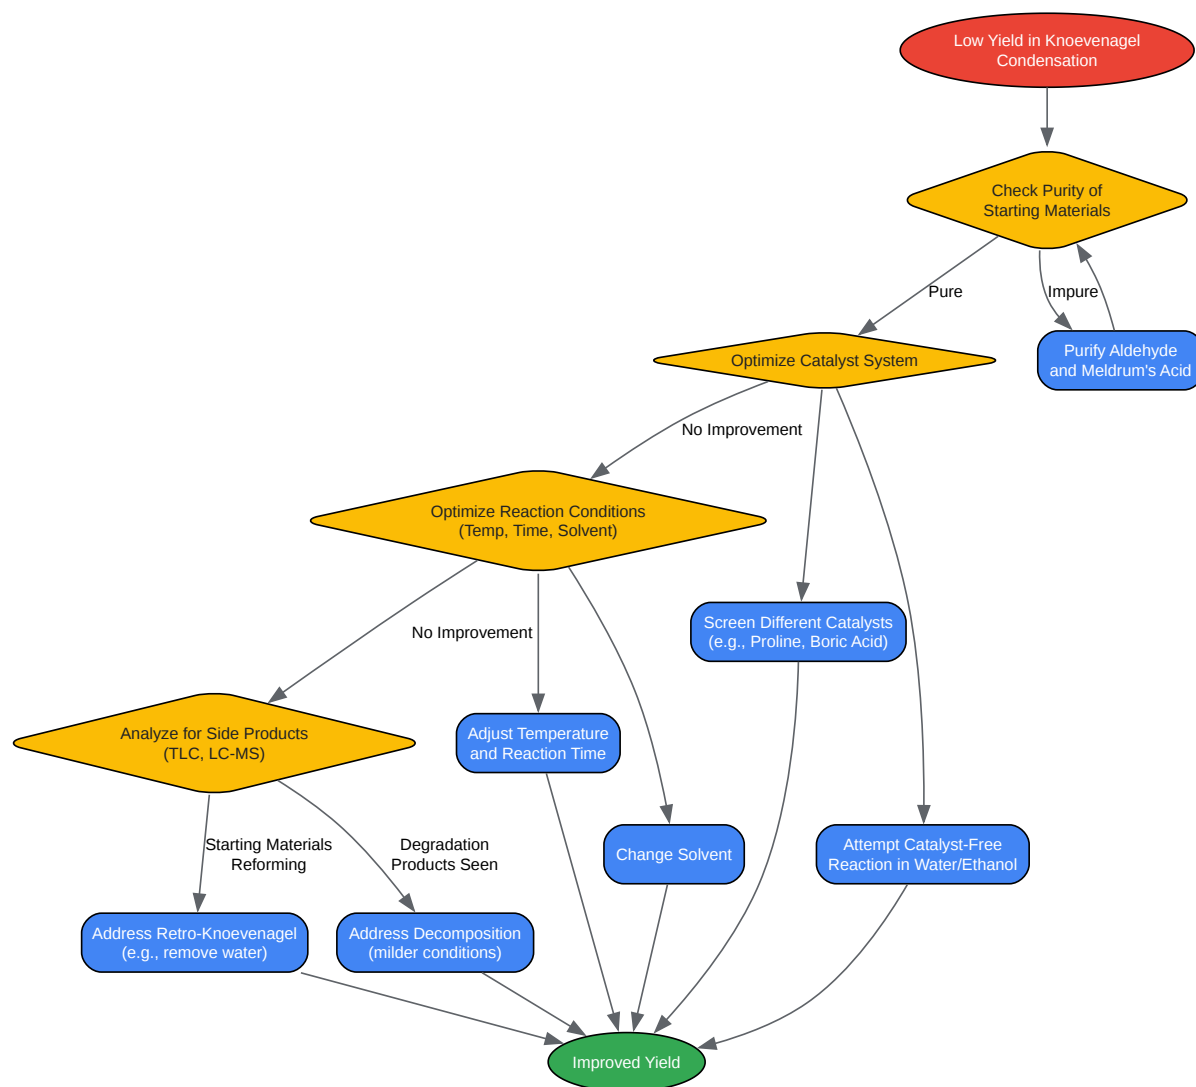 Low Yield in Knoevenagel
Condensation
Check Purity of
Starting Materials
Pure
Impure
Purify Aldehyde
and Meldrum's Acid
Optimize Catalyst System
No Improvement
Optimize Reaction Conditions
(Temp, Time, Solvent)
Screen Different Catalysts
(e.g., Proline, Boric Acid)
No Improvement
Analyze for Side Products
(TLC, LC-MS)
Adjust Temperature
and Reaction Time
Change Solvent
Attempt Catalyst-Free
Reaction in Water/Ethanol
Starting Materials
Reforming
Degradation
Products Seen
Address Retro-Knoevenagel
(e.g., remove water)
Address Decomposition
(milder conditions)
Improved Yield